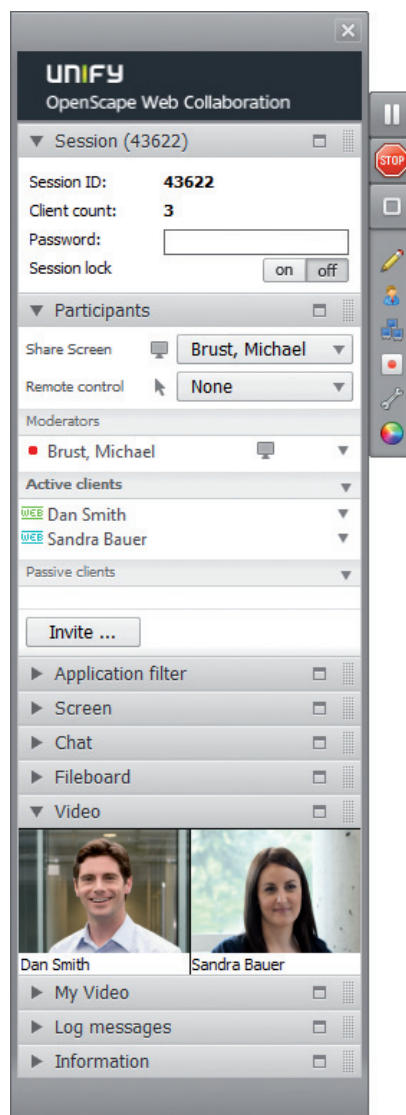 UNIFY
OpenScape Web Collaboration
Session (43622)
STOP
Session ID: 43622
Client count: 3
Password:
Session lock on off
Participants
Share Screen Brust, Michael
Remote control None
Moderators
Brust, Michael
Active clients
WEB Dan Smith
WEB Sandra Bauer
Passive clients
Invite ...
Application filter
Screen
Chat
Fileboard
Video
Dan Smith Sandra Bauer
My Video
Log messages
Information